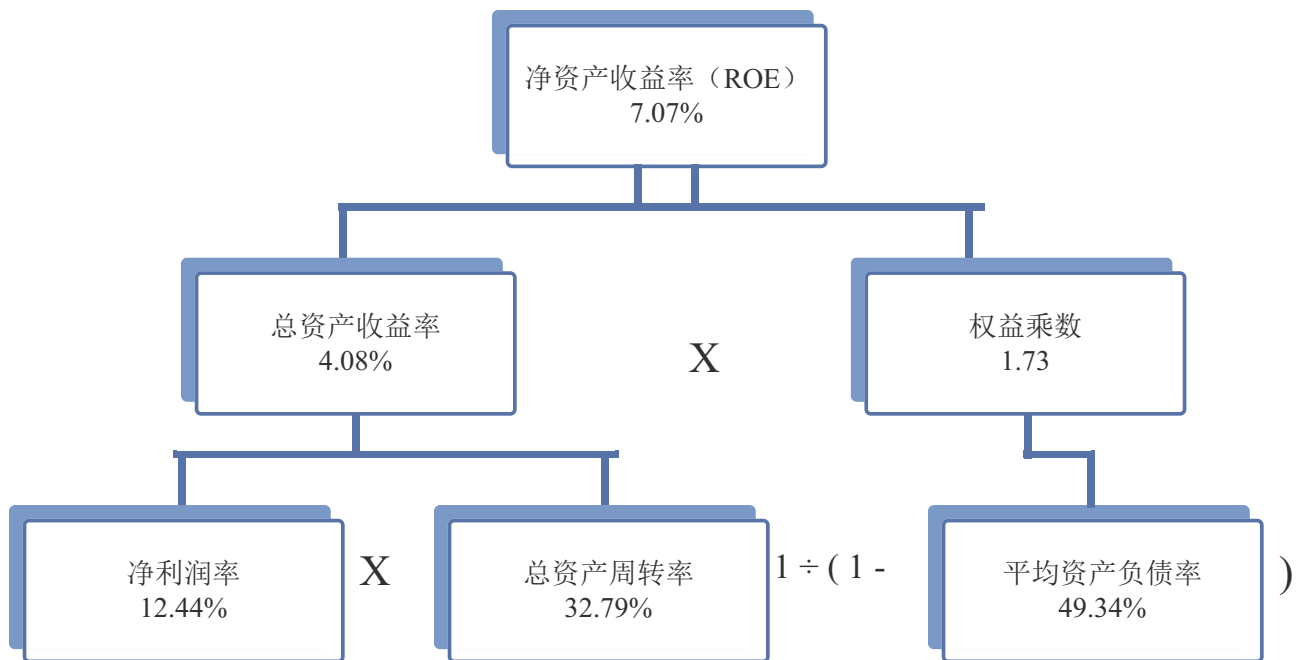 净资产收益率（ROE）
7.07%
总资产收益率
4.08%
X
权益乘数
1.73
净利润率
12.44%
X
总资产周转率
32.79%
1 ÷ ( 1 -
平均资产负债率
49.34%
)